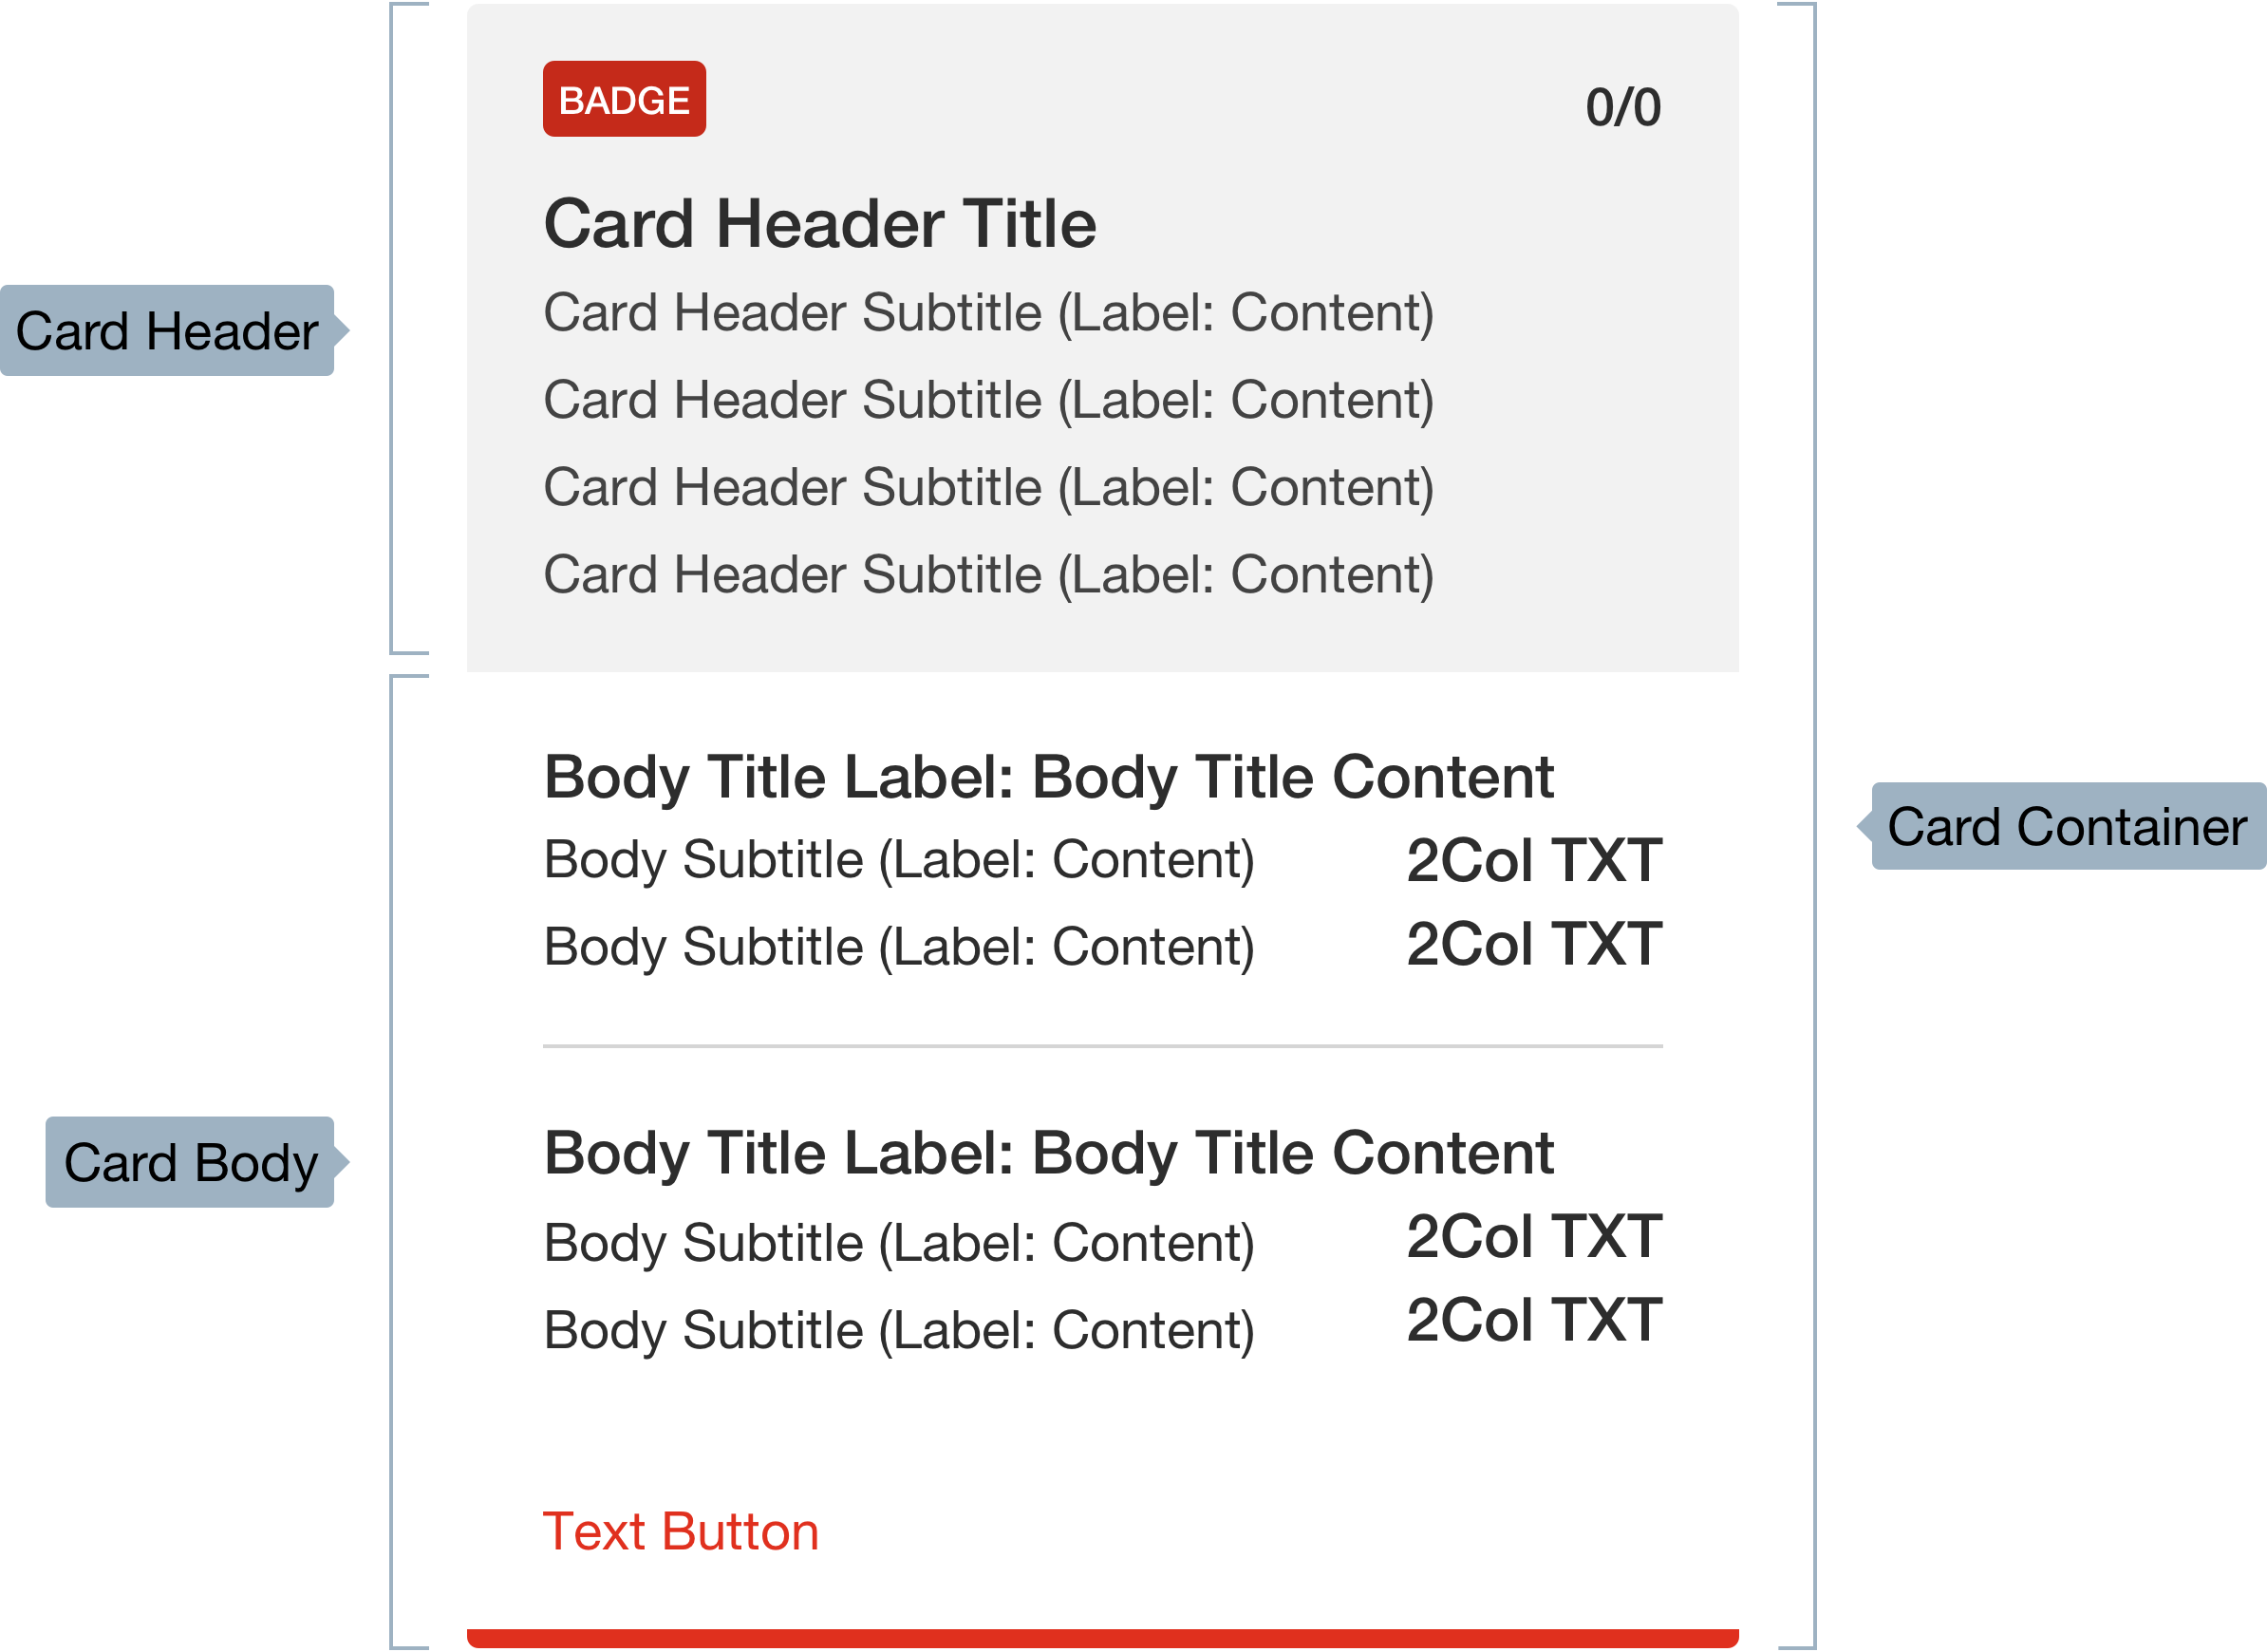 BADGE
0/0
Card Header Title
Card Header Subtitle (Label: Content)
Card Header
Card Header Subtitle (Label: Content)
Card Header Subtitle (Label: Content)
Card Header Subtitle (Label: Content)
Body Title Label: Body Title Content
Card Container
Body Subtitle (Label: Content) 2Col TXT
Body Subtitle (Label: Content) 2Col TXT
Body Title Label: Body Title Content
Card Body
Body Subtitle (Label: Content) 2Col TXT
Body Subtitle (Label: Content) 2Col TXT
Text Button